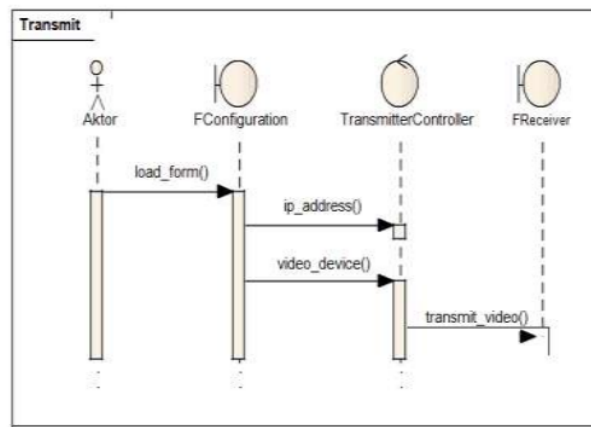 Transmit
Aktor
FConfiguration
TransmitterController
FReceiver
load_form()
ip_address()
video_device()
transmit_video()